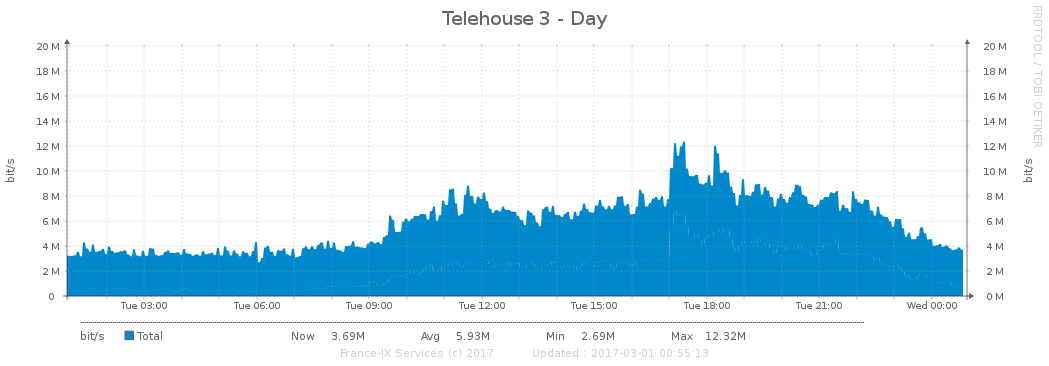 Telehouse 3 - Day
RRDTOOL / TOBI OETIKER
bit/s
bit/s
20 M 20 M
18 M 18 M
16 M 16 M
14 M 14 M
12 M 12 M
10 M 10 M
8 M 8 M
6 M 6 M
4 M 4 M
2 M 2 M
0 0 M
Tue 03:00 Tue 06:00 Tue 09:00 Tue 12:00 Tue 15:00 Tue 18:00 Tue 21:00 Wed 00:00
bit/s Total Now 3.69M Avg 5.93M Min 2.69M Max 12.32M
France-IX Services (c) 2017 Updated : 2017-03-01 00:55:13